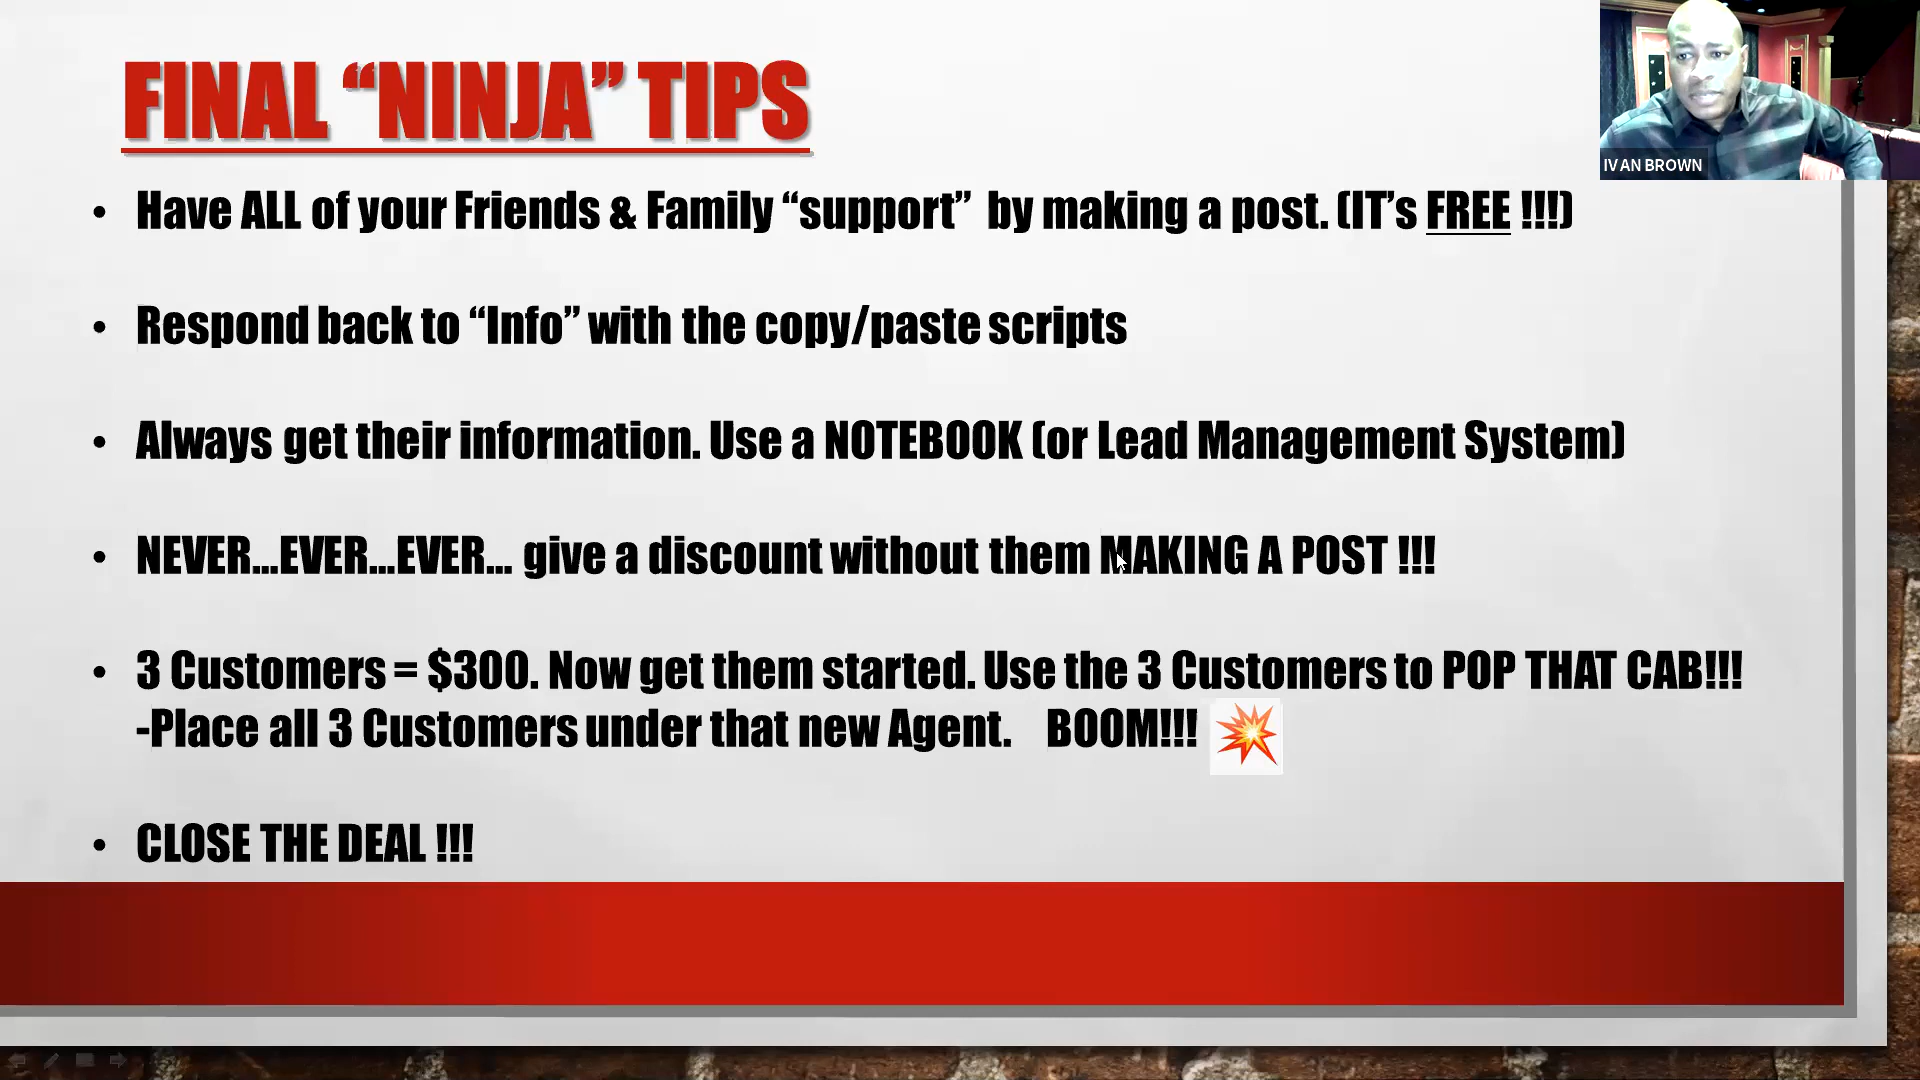 FINAL “NINJA” TIPS
IVAN BROWN
• Have ALL of your Friends & Family “support” by making a post. (IT’s FREE !!!)
• Respond back to “Info” with the copy/paste scripts
• Always get their information. Use a NOTEBOOK (or Lead Management System)
• NEVER...EVER...EVER... give a discount without them MAKING A POST !!!
• 3 Customers = $300. Now get them started. Use the 3 Customers to POP THAT CAB!!!
-Place all 3 Customers under that new Agent. BOOM!!!
• CLOSE THE DEAL !!!